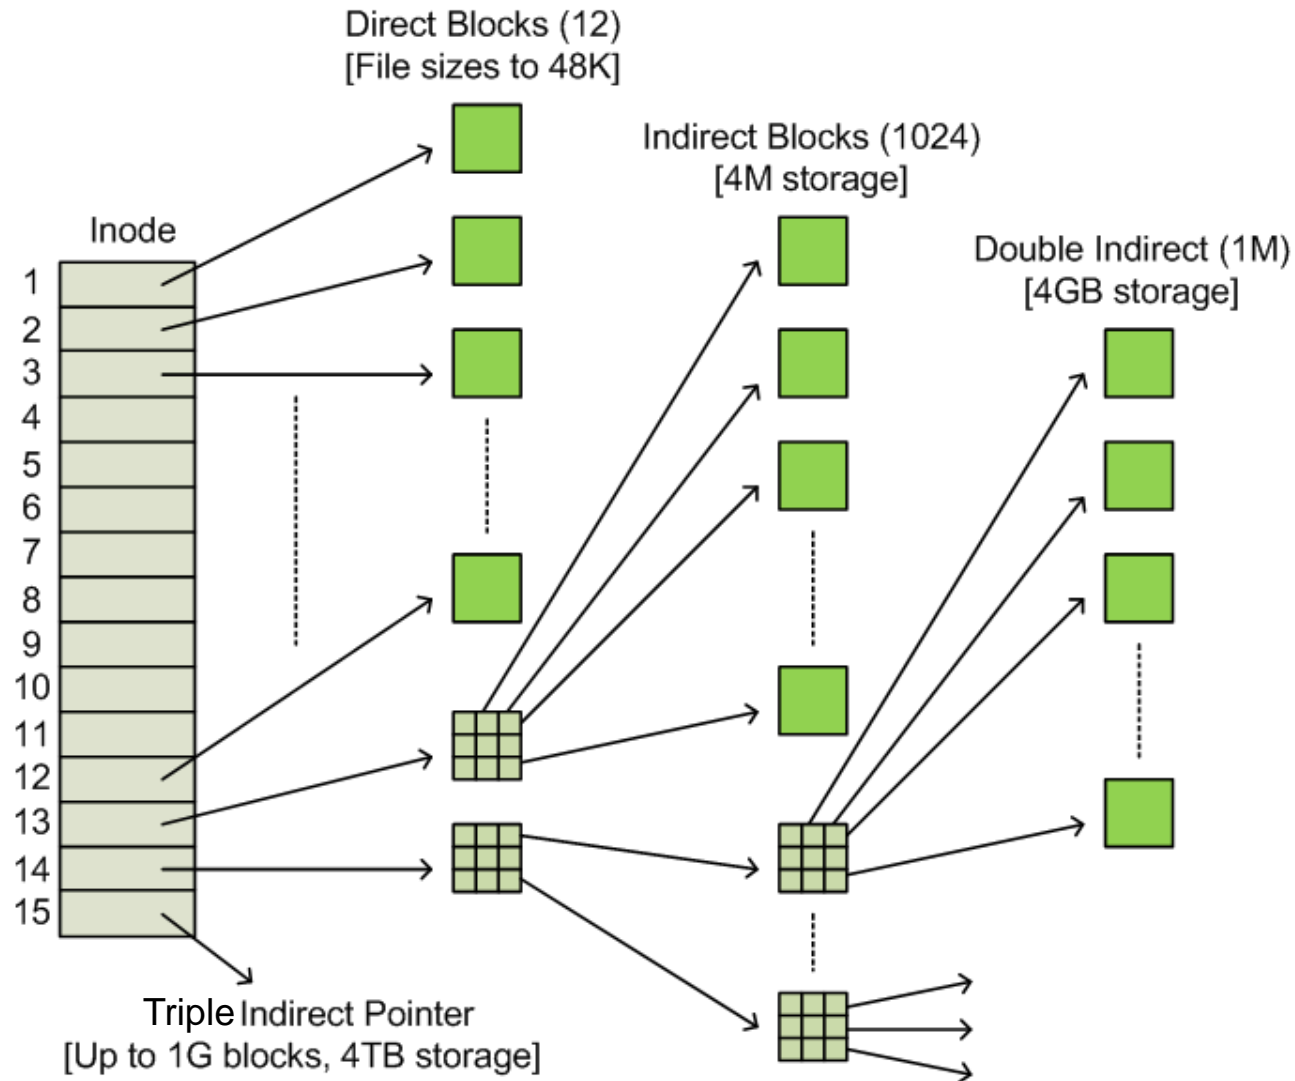 Direct Blocks (12)
[File sizes to 48K]
Indirect Blocks (1024)
[4M storage]
Double Indirect (1M)
[4GB storage]
Inode
1
2
3
4
5
6
7
8
9
10
11
12
13
14
15
Triple Indirect Pointer
[Up to 1G blocks, 4TB storage]